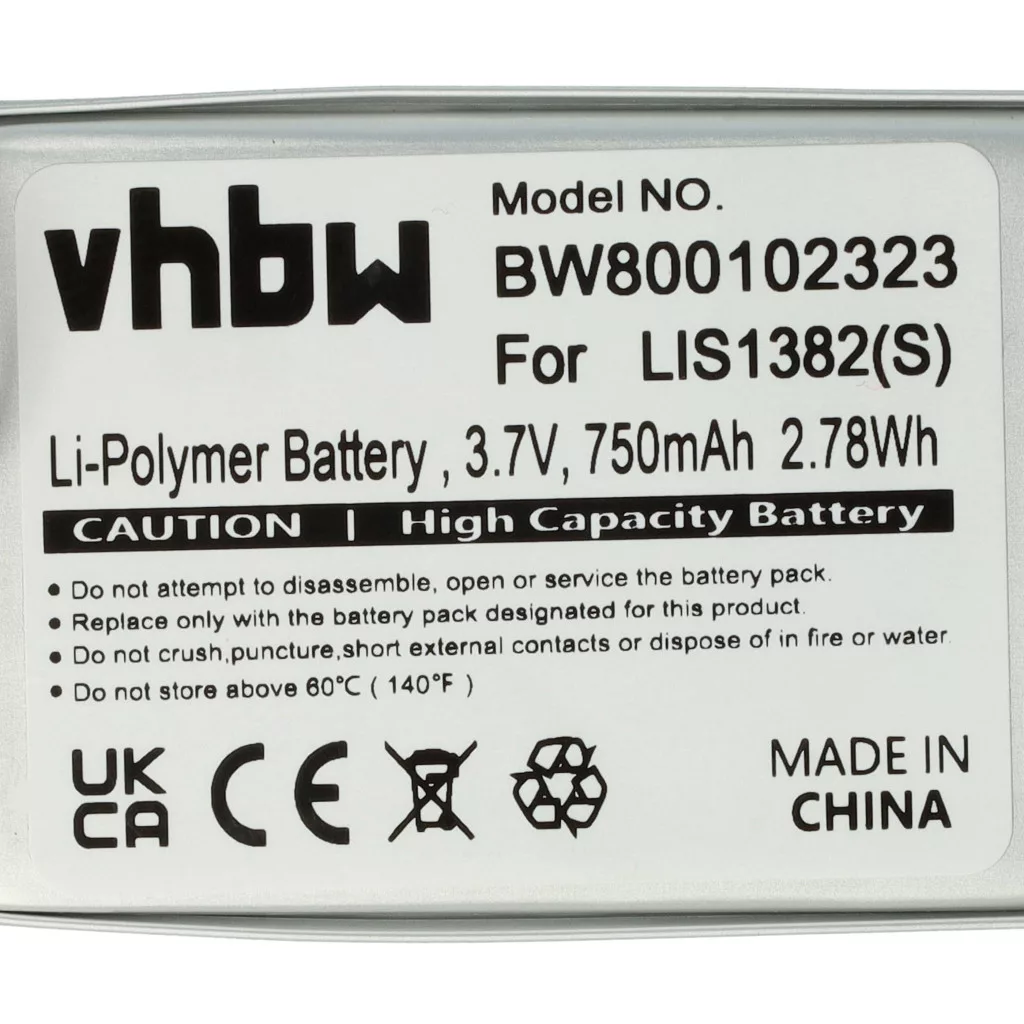 vhbw
Model NO.
BW800102323
For LIS1382(S)
Li-Polymer Battery , 3.7V, 750mAh 2.78Wh
CAUTION | High Capacity Battery
• Do not attempt to disassemble, open or service the battery pack.
• Replace only with the battery pack designated for this product.
• Do not crush,puncture,short external contacts or dispose of in fire or water.
• Do not store above 60°C ( 140°F )
UK
CA
CE
MADE IN
CHINA